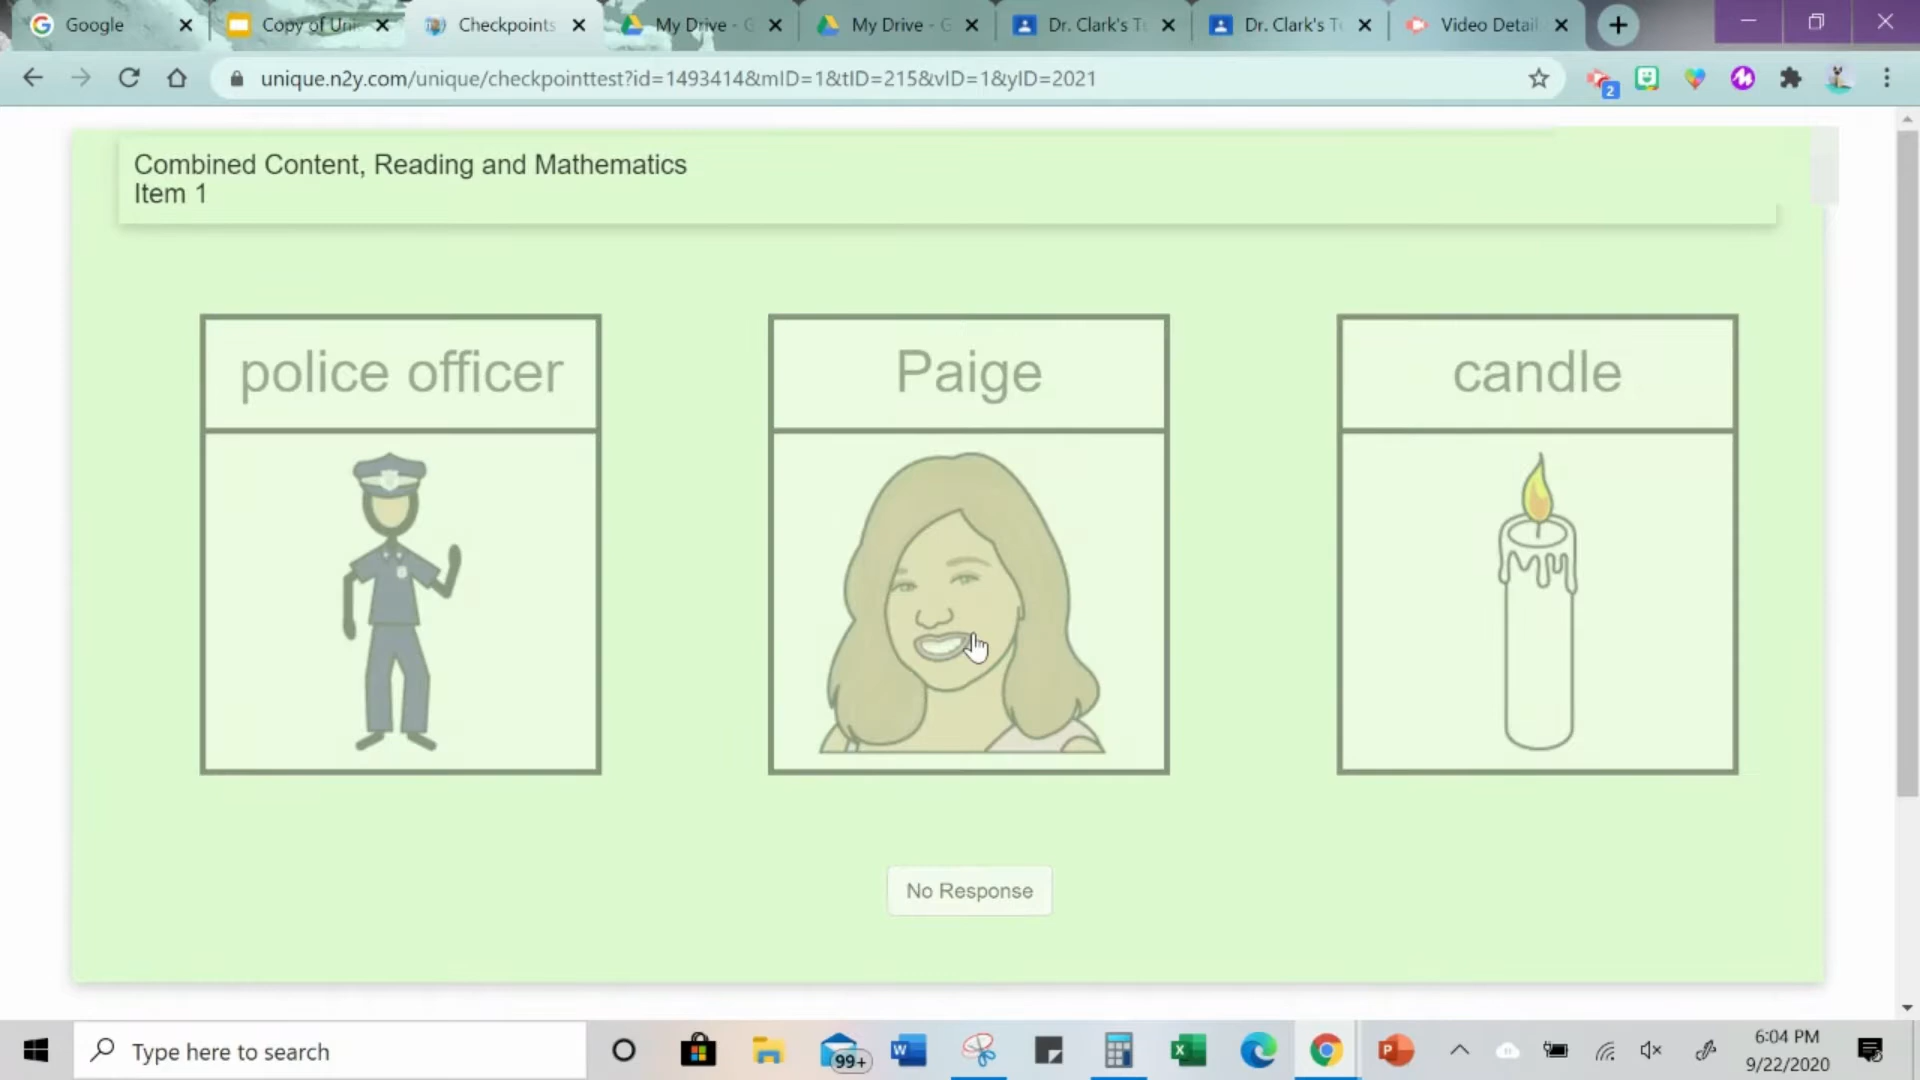 Google
Copy of Uni
Checkpoints
My Drive - G
My Drive - G
Dr. Clark's T
Dr. Clark's T
Video Detail
unique.n2y.com/unique/checkpointtest?id=1493414&mID=1&tID=215&vID=1&yID=2021
2
Combined Content, Reading and Mathematics
Item 1
police officer
Paige
candle
No Response
Type here to search
99+
6:04 PM
9/22/2020